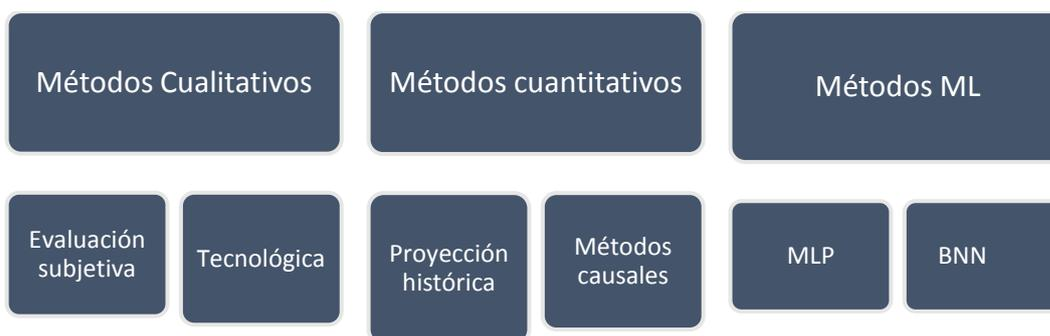 Métodos Cualitativos
Métodos cuantitativos
Métodos ML
Evaluación
subjetiva
Tecnológica
Proyección
histórica
Métodos
causales
MLP
BNN